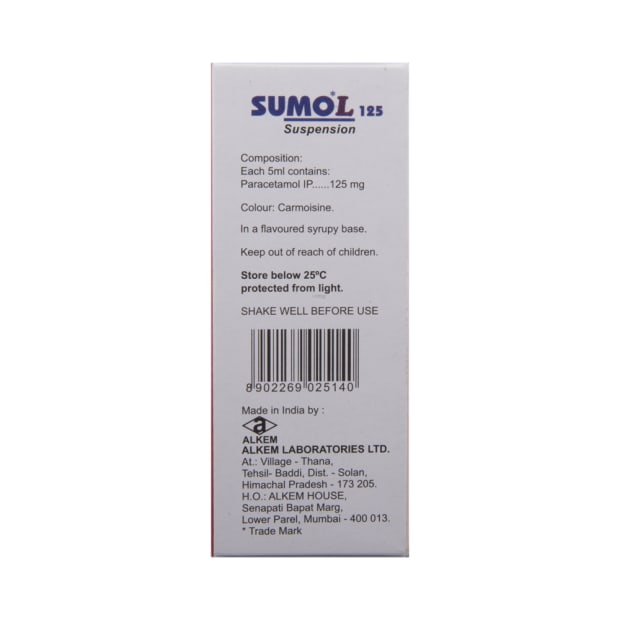 SUMO*L 125
Suspension
Composition:
Each 5ml contains:
Paracetamol IP......125 mg
Colour: Carmoisine.
In a flavoured syrupy base.
Keep out of reach of children.
Store below 25ºC
protected from light.
SHAKE WELL BEFORE USE
8 902269 025140
Made in India by :
a
ALKEM
ALKEM LABORATORIES LTD.
At.: Village - Thana,
Tehsil- Baddi, Dist. - Solan,
Himachal Pradesh - 173 205.
H.O.: ALKEM HOUSE,
Senapati Bapat Marg,
Lower Parel, Mumbai - 400 013.
* Trade Mark